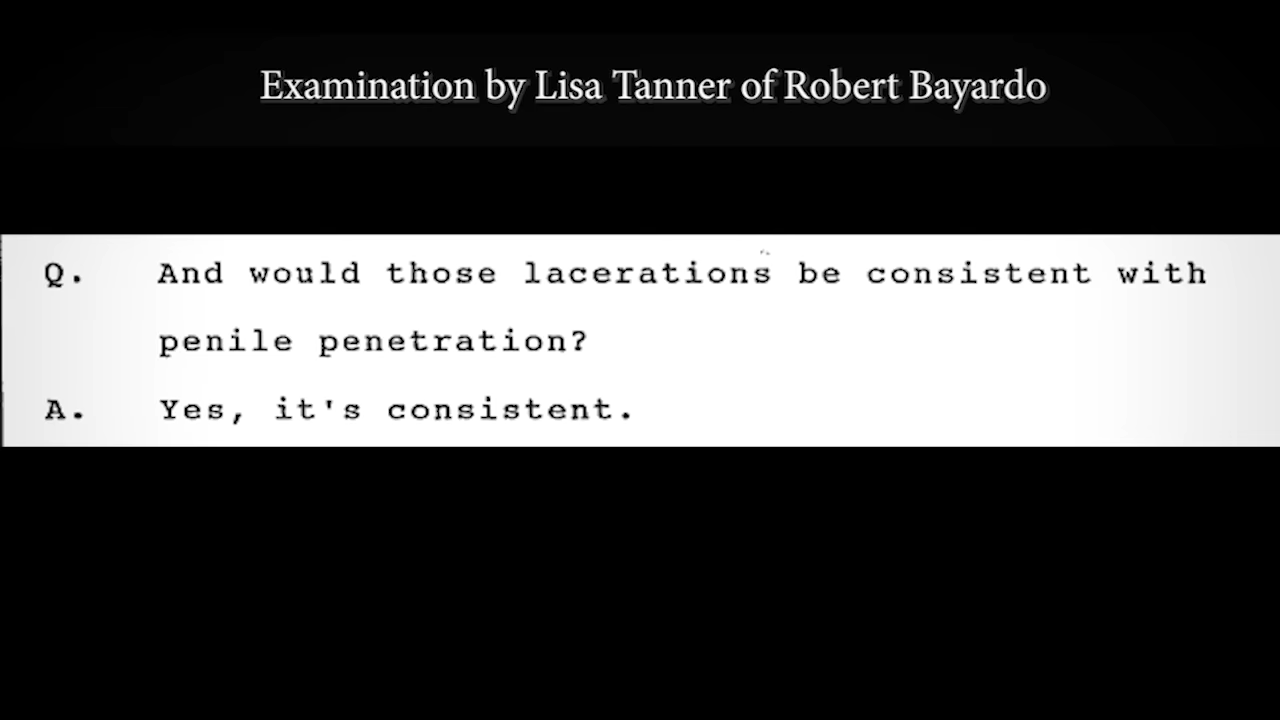 Examination by Lisa Tanner of Robert Bayardo
Q. And would those lacerations be consistent with
penile penetration?
A. Yes, it's consistent.